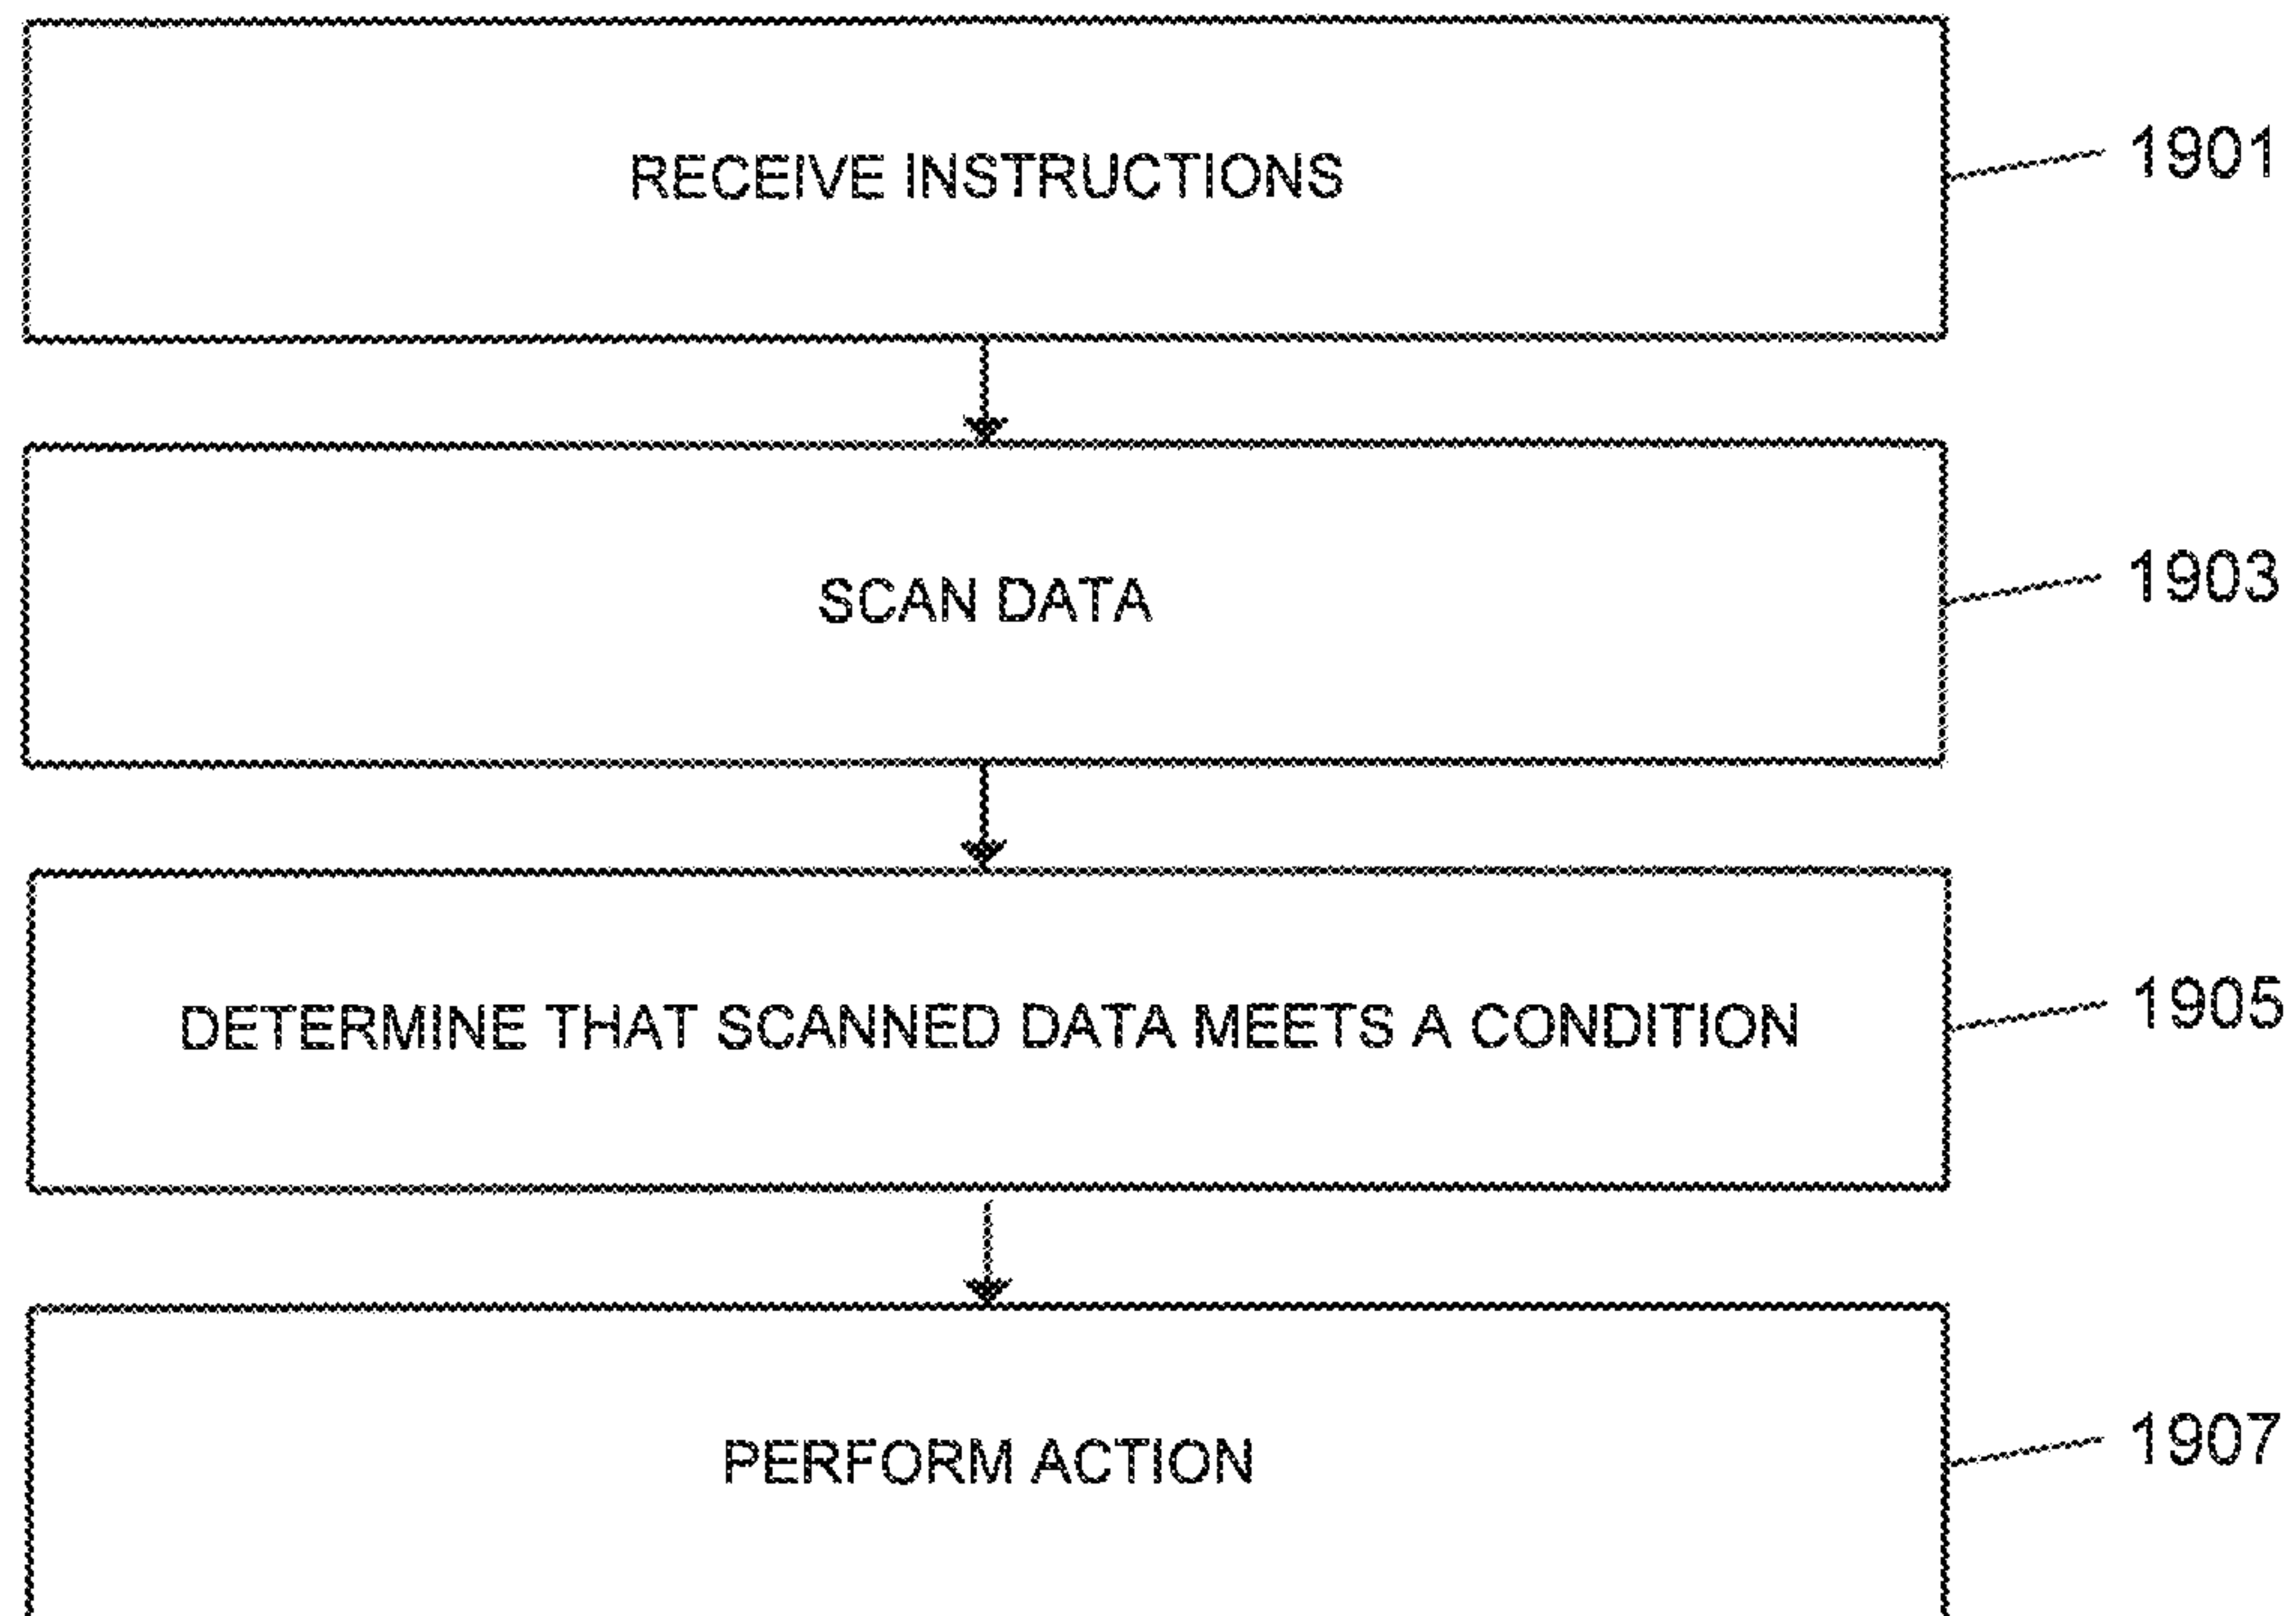 RECEIVE INSTRUCTIONS
1901
SCAN DATA
1903
DETERMINE THAT SCANNED DATA MEETS A CONDITION
1905
PERFORM ACTION
1907